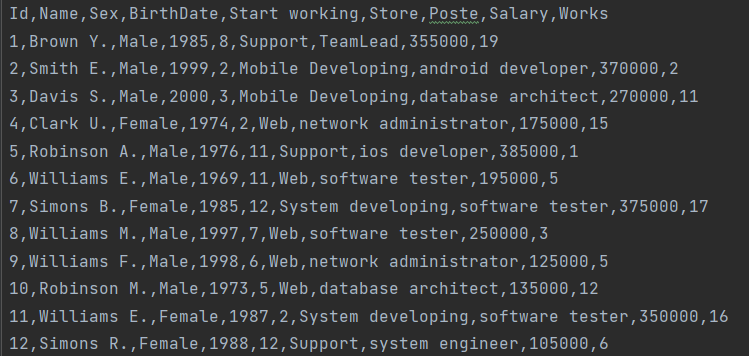 Id,Name,Sex,BirthDate,Start working,Store,Poste,Salary,Works
1,Brown Y.,Male,1985,8,Support,TeamLead,355000,19
2,Smith E.,Male,1999,2,Mobile Developing,android developer,370000,2
3,Davis S.,Male,2000,3,Mobile Developing,database architect,270000,11
4,Clark U.,Female,1974,2,Web,network administrator,175000,15
5,Robinson A.,Male,1976,11,Support,ios developer,385000,1
6,Williams E.,Male,1969,11,Web,software tester,195000,5
7,Simons B.,Female,1985,12,System developing,software tester,375000,17
8,Williams M.,Male,1997,7,Web,software tester,250000,3
9,Williams F.,Male,1998,6,Web,network administrator,125000,5
10,Robinson M.,Male,1973,5,Web,database architect,135000,12
11,Williams E.,Female,1987,2,System developing,software tester,350000,16
12,Simons R.,Female,1988,12,Support,system engineer,105000,6